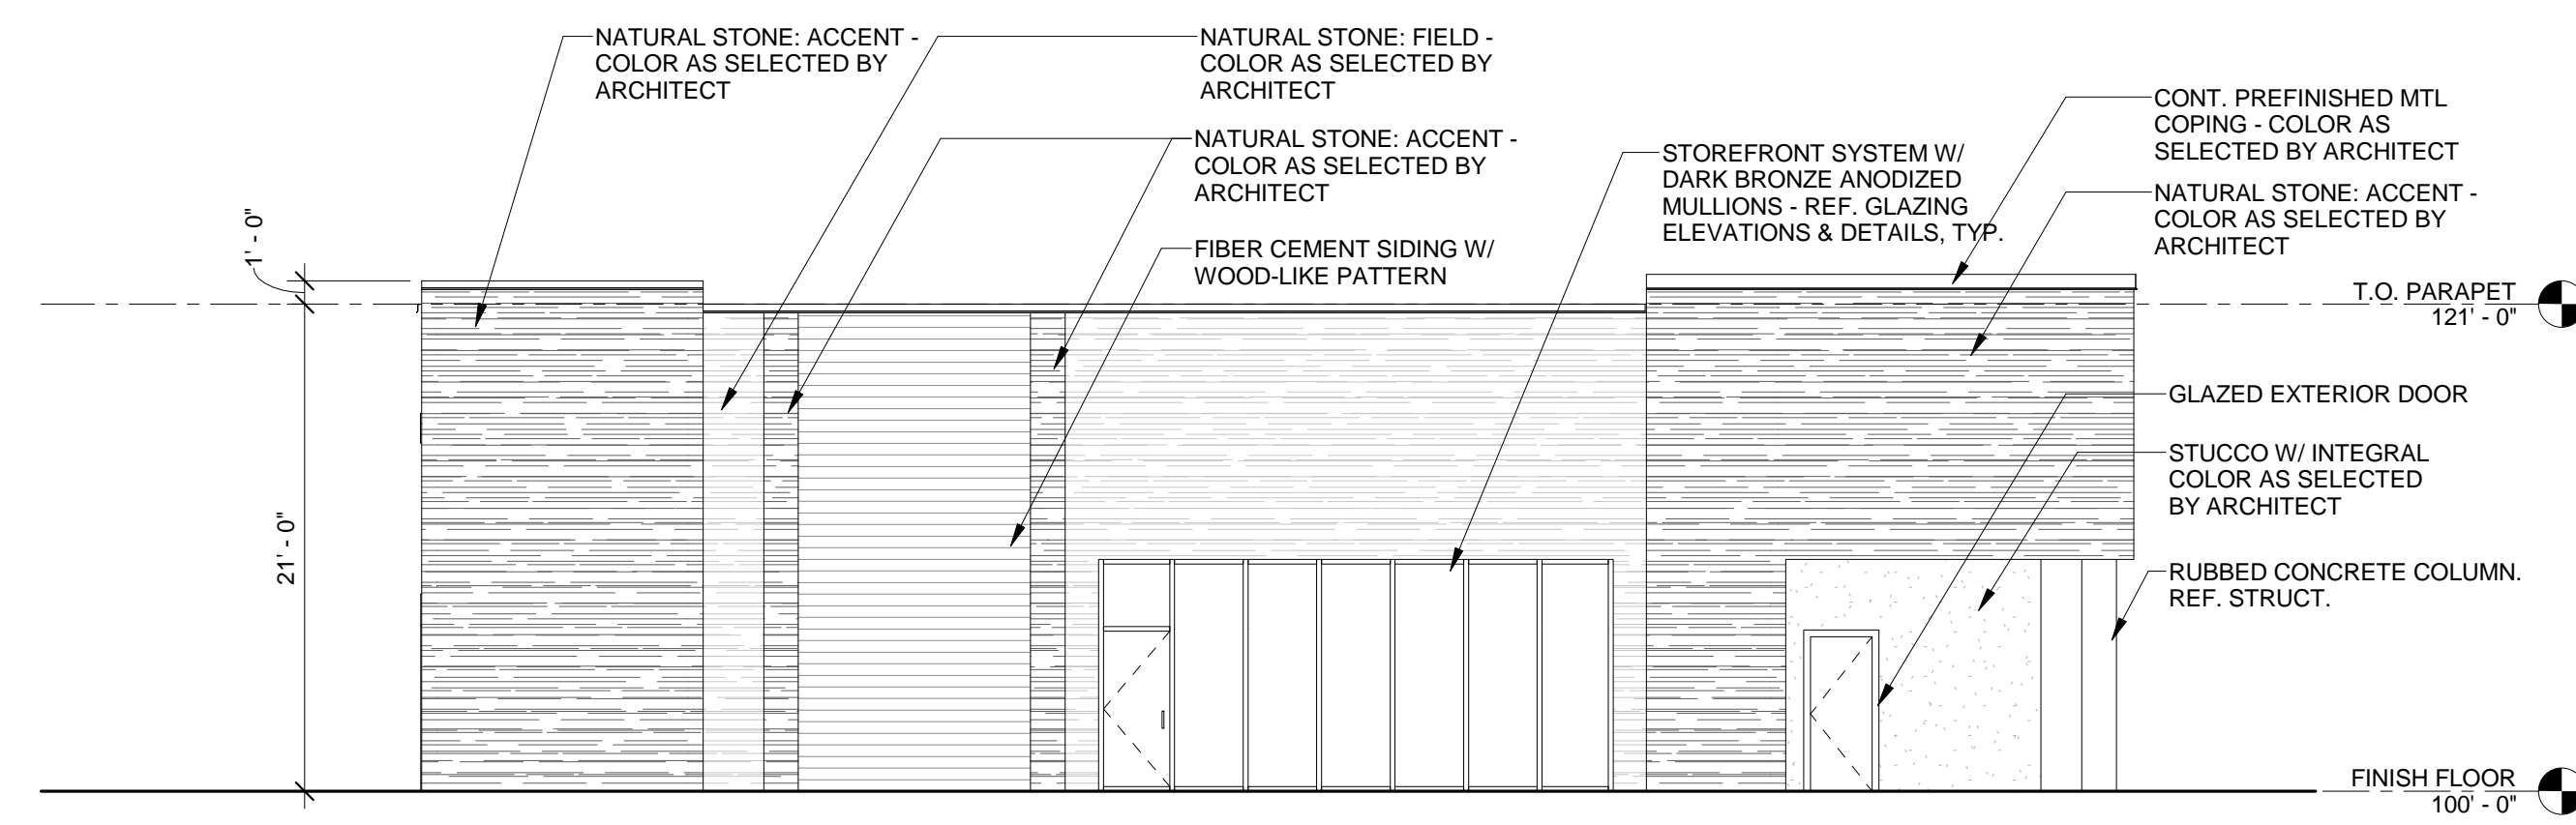 NATURAL STONE: ACCENT -
COLOR AS SELECTED BY
ARCHITECT
NATURAL STONE: FIELD -
COLOR AS SELECTED BY
ARCHITECT
NATURAL STONE: ACCENT -
COLOR AS SELECTED BY
ARCHITECT
FIBER CEMENT SIDING W/
WOOD-LIKE PATTERN
STOREFRONT SYSTEM W/
DARK BRONZE ANODIZED
MULLIONS - REF. GLAZING
ELEVATIONS & DETAILS, TYP.
CONT. PREFINISHED MTL
COPING - COLOR AS
SELECTED BY ARCHITECT
NATURAL STONE: ACCENT -
COLOR AS SELECTED BY
ARCHITECT
1' - 0"
T.O. PARAPET
121' - 0"
GLAZED EXTERIOR DOOR
STUCCO W/ INTEGRAL
COLOR AS SELECTED
BY ARCHITECT
21' - 0"
RUBBED CONCRETE COLUMN.
REF. STRUCT.
FINISH FLOOR
100' - 0"